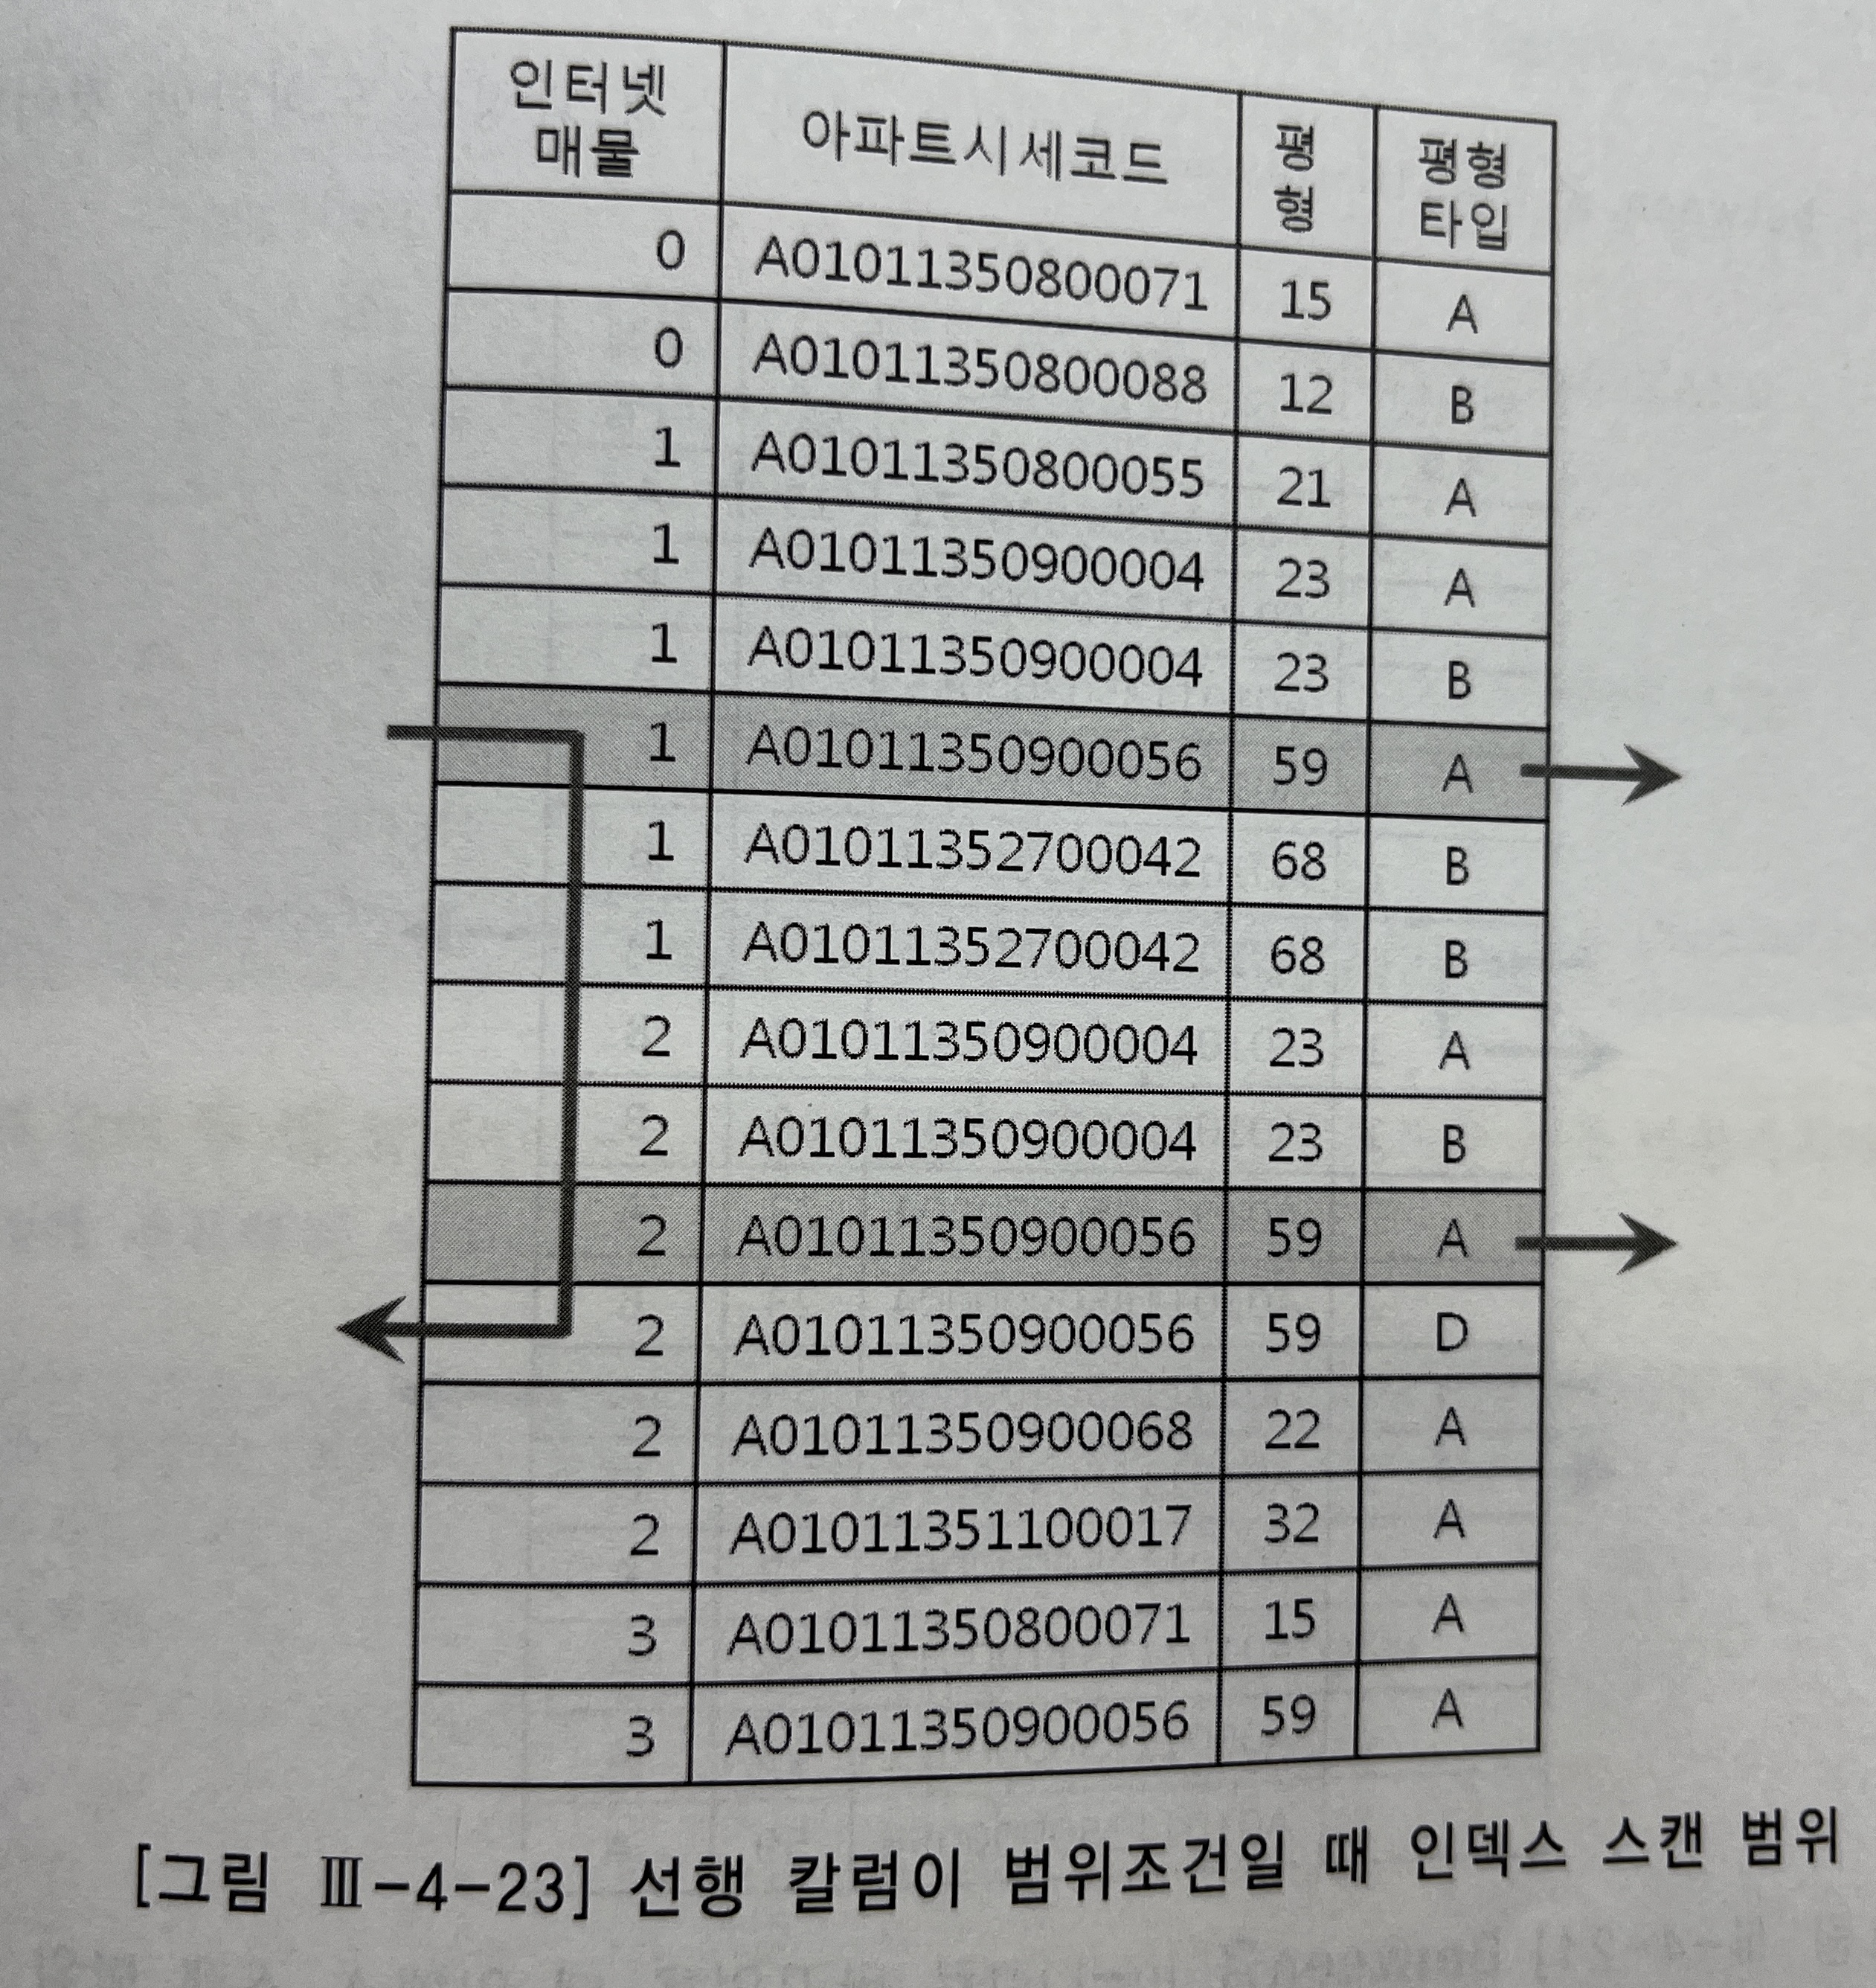 인터넷 매물 아파트시세코드 평형 평형타입
0 A01011350800071 15 A
0 A01011350800088 12 B
1 A01011350800055 21 A
1 A01011350900004 23 A
1 A01011350900004 23 B
1 A01011350900056 59 A
1 A01011352700042 68 B
1 A01011352700042 68 B
2 A01011350900004 23 A
2 A01011350900004 23 B
2 A01011350900056 59 A
2 A01011350900056 59 D
2 A01011350900068 22 A
2 A01011351100017 32 A
3 A01011350800071 15 A
3 A01011350900056 59 A
[그림 Ⅲ-4-23] 선행 칼럼이 범위조건일 때 인덱스 스캔 범위